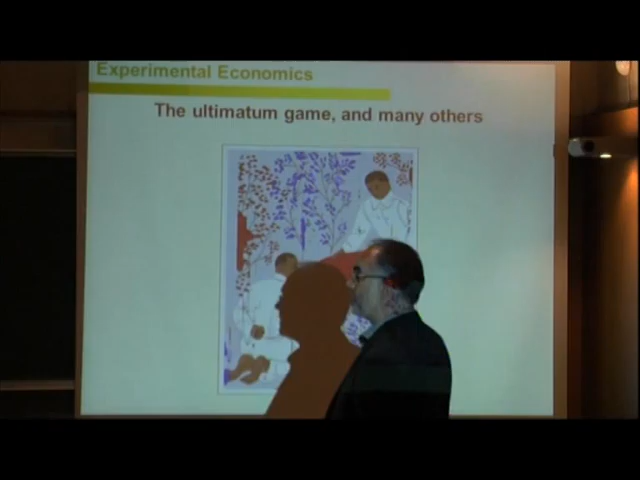 Experimental Economics
The ultimatum game, and many others